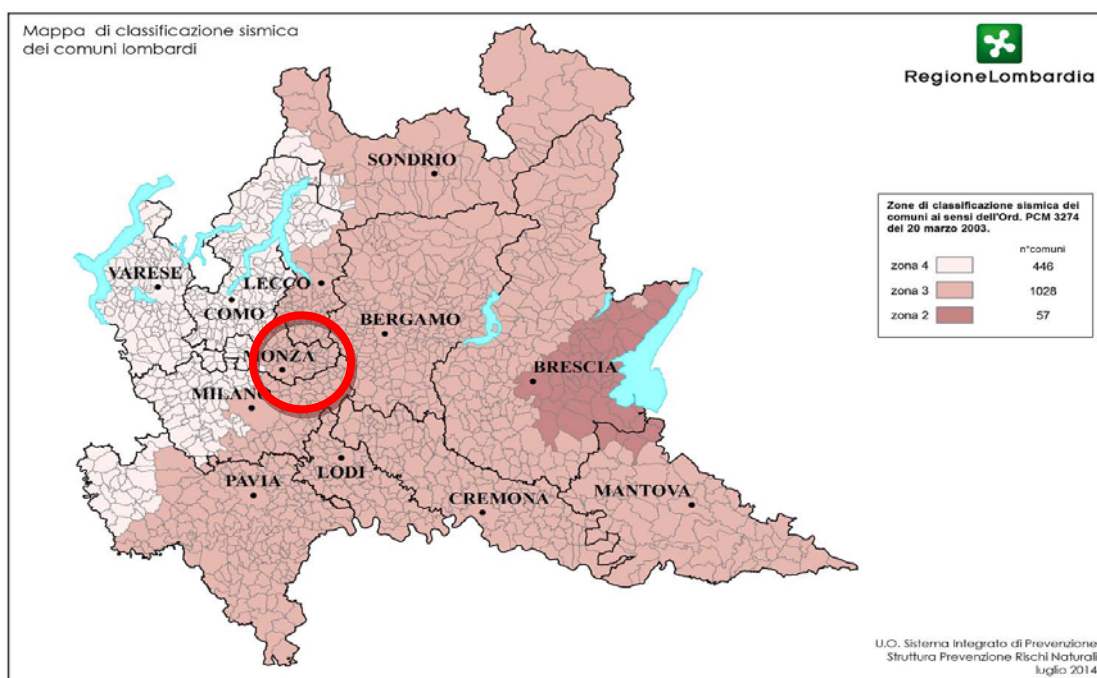 Mappa di classificazione sismica
dei comuni lombardi
RegioneLombardia
SONDRIO
VARESE
LECCO
COMO
BERGAMO
MONZA
BRESCIA
MILANO
LODI
PAVIA
CREMONA
MANTOVA
Zone di classificazione sismica dei
comuni ai sensi dell'Ord. PCM 3274
del 20 marzo 2003.
n°comuni
zona 4 446
zona 3 1028
zona 2 57
U.O. Sistema Integrato di Prevenzione
Struttura Prevenzione Rischi Naturali
luglio 2014